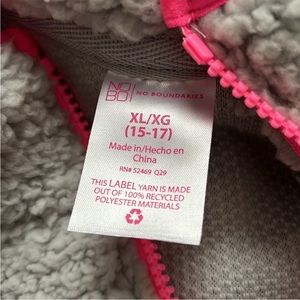 NO
BO
NO BOUNDARIES
XL/XG
(15-17)
Made in/Hecho en
China
RN# 52469 Q29
THIS LABEL YARN IS MADE
OUT OF 100% RECYCLED
POLYESTER MATERIALS